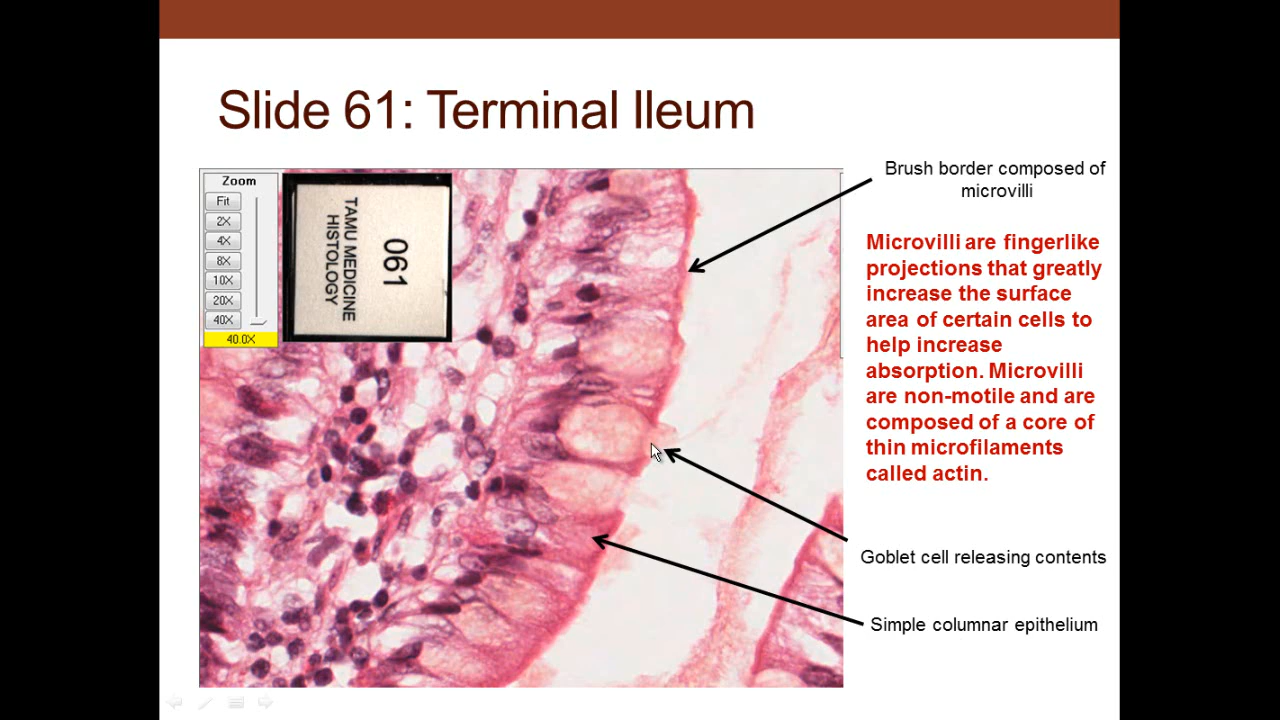 Slide 61: Terminal Ileum
Zoom
Fit
2X
4X
8X
10X
20X
40X
40.0X
061
TAMU MEDICINE
HISTOLOGY
Brush border composed of
microvilli
Microvilli are fingerlike
projections that greatly
increase the surface
area of certain cells to
help increase
absorption. Microvilli
are non-motile and are
composed of a core of
thin microfilaments
called actin.
Goblet cell releasing contents
Simple columnar epithelium